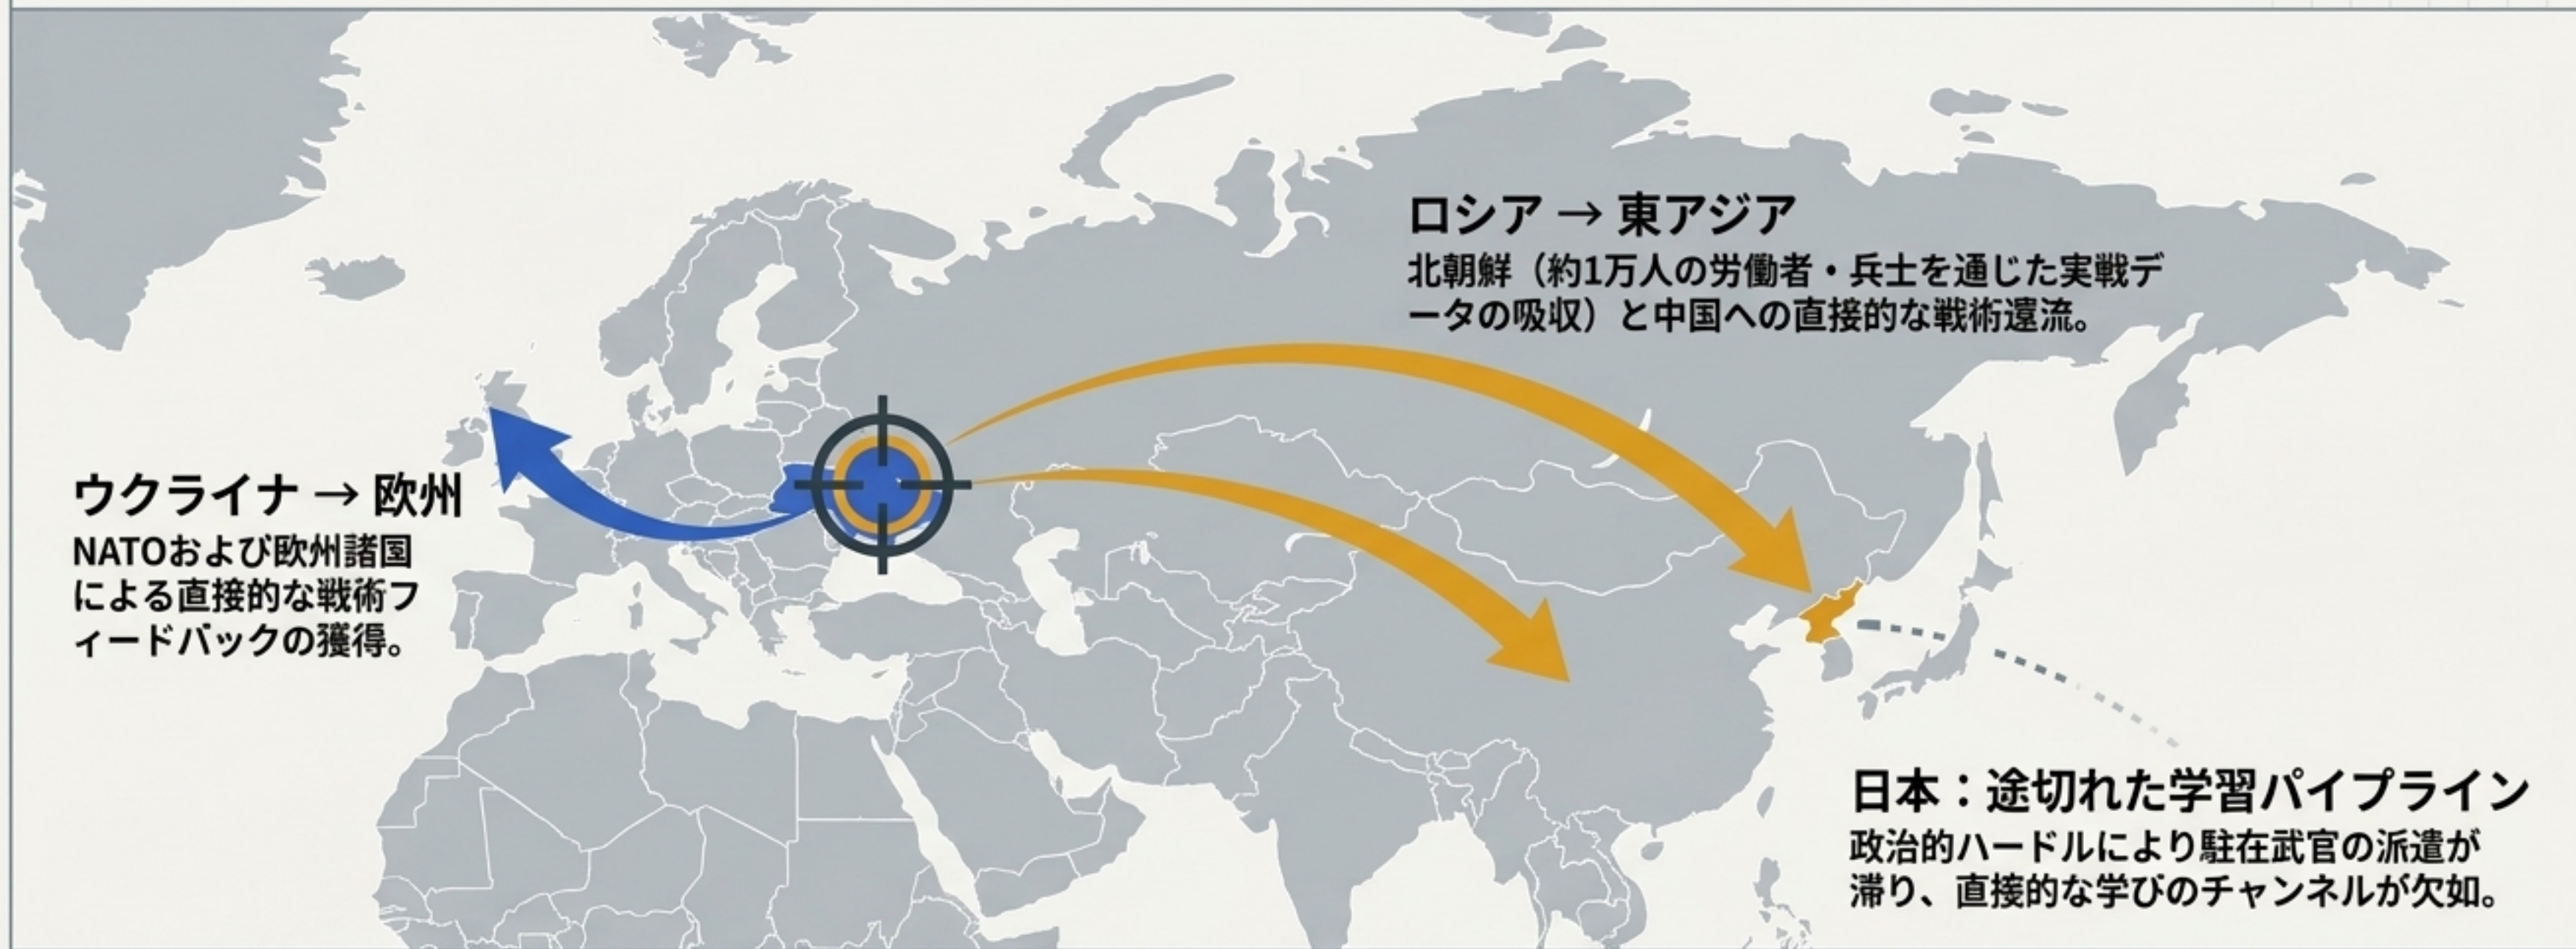 ロシア → 東アジア
北朝鮮（約1万人の労働者・兵士を通じた実戦デ
ータの吸収）と中国への直接的な戦術還流。
ウクライナ → 欧州
NATOおよび欧州諸国
による直接的な戦術フ
ィードバックの獲得。
日本：途切れた学習パイプライン
政治的ハードルにより駐在武官の派遣が
滞り、直接的な学びのチャンネルが欠如。